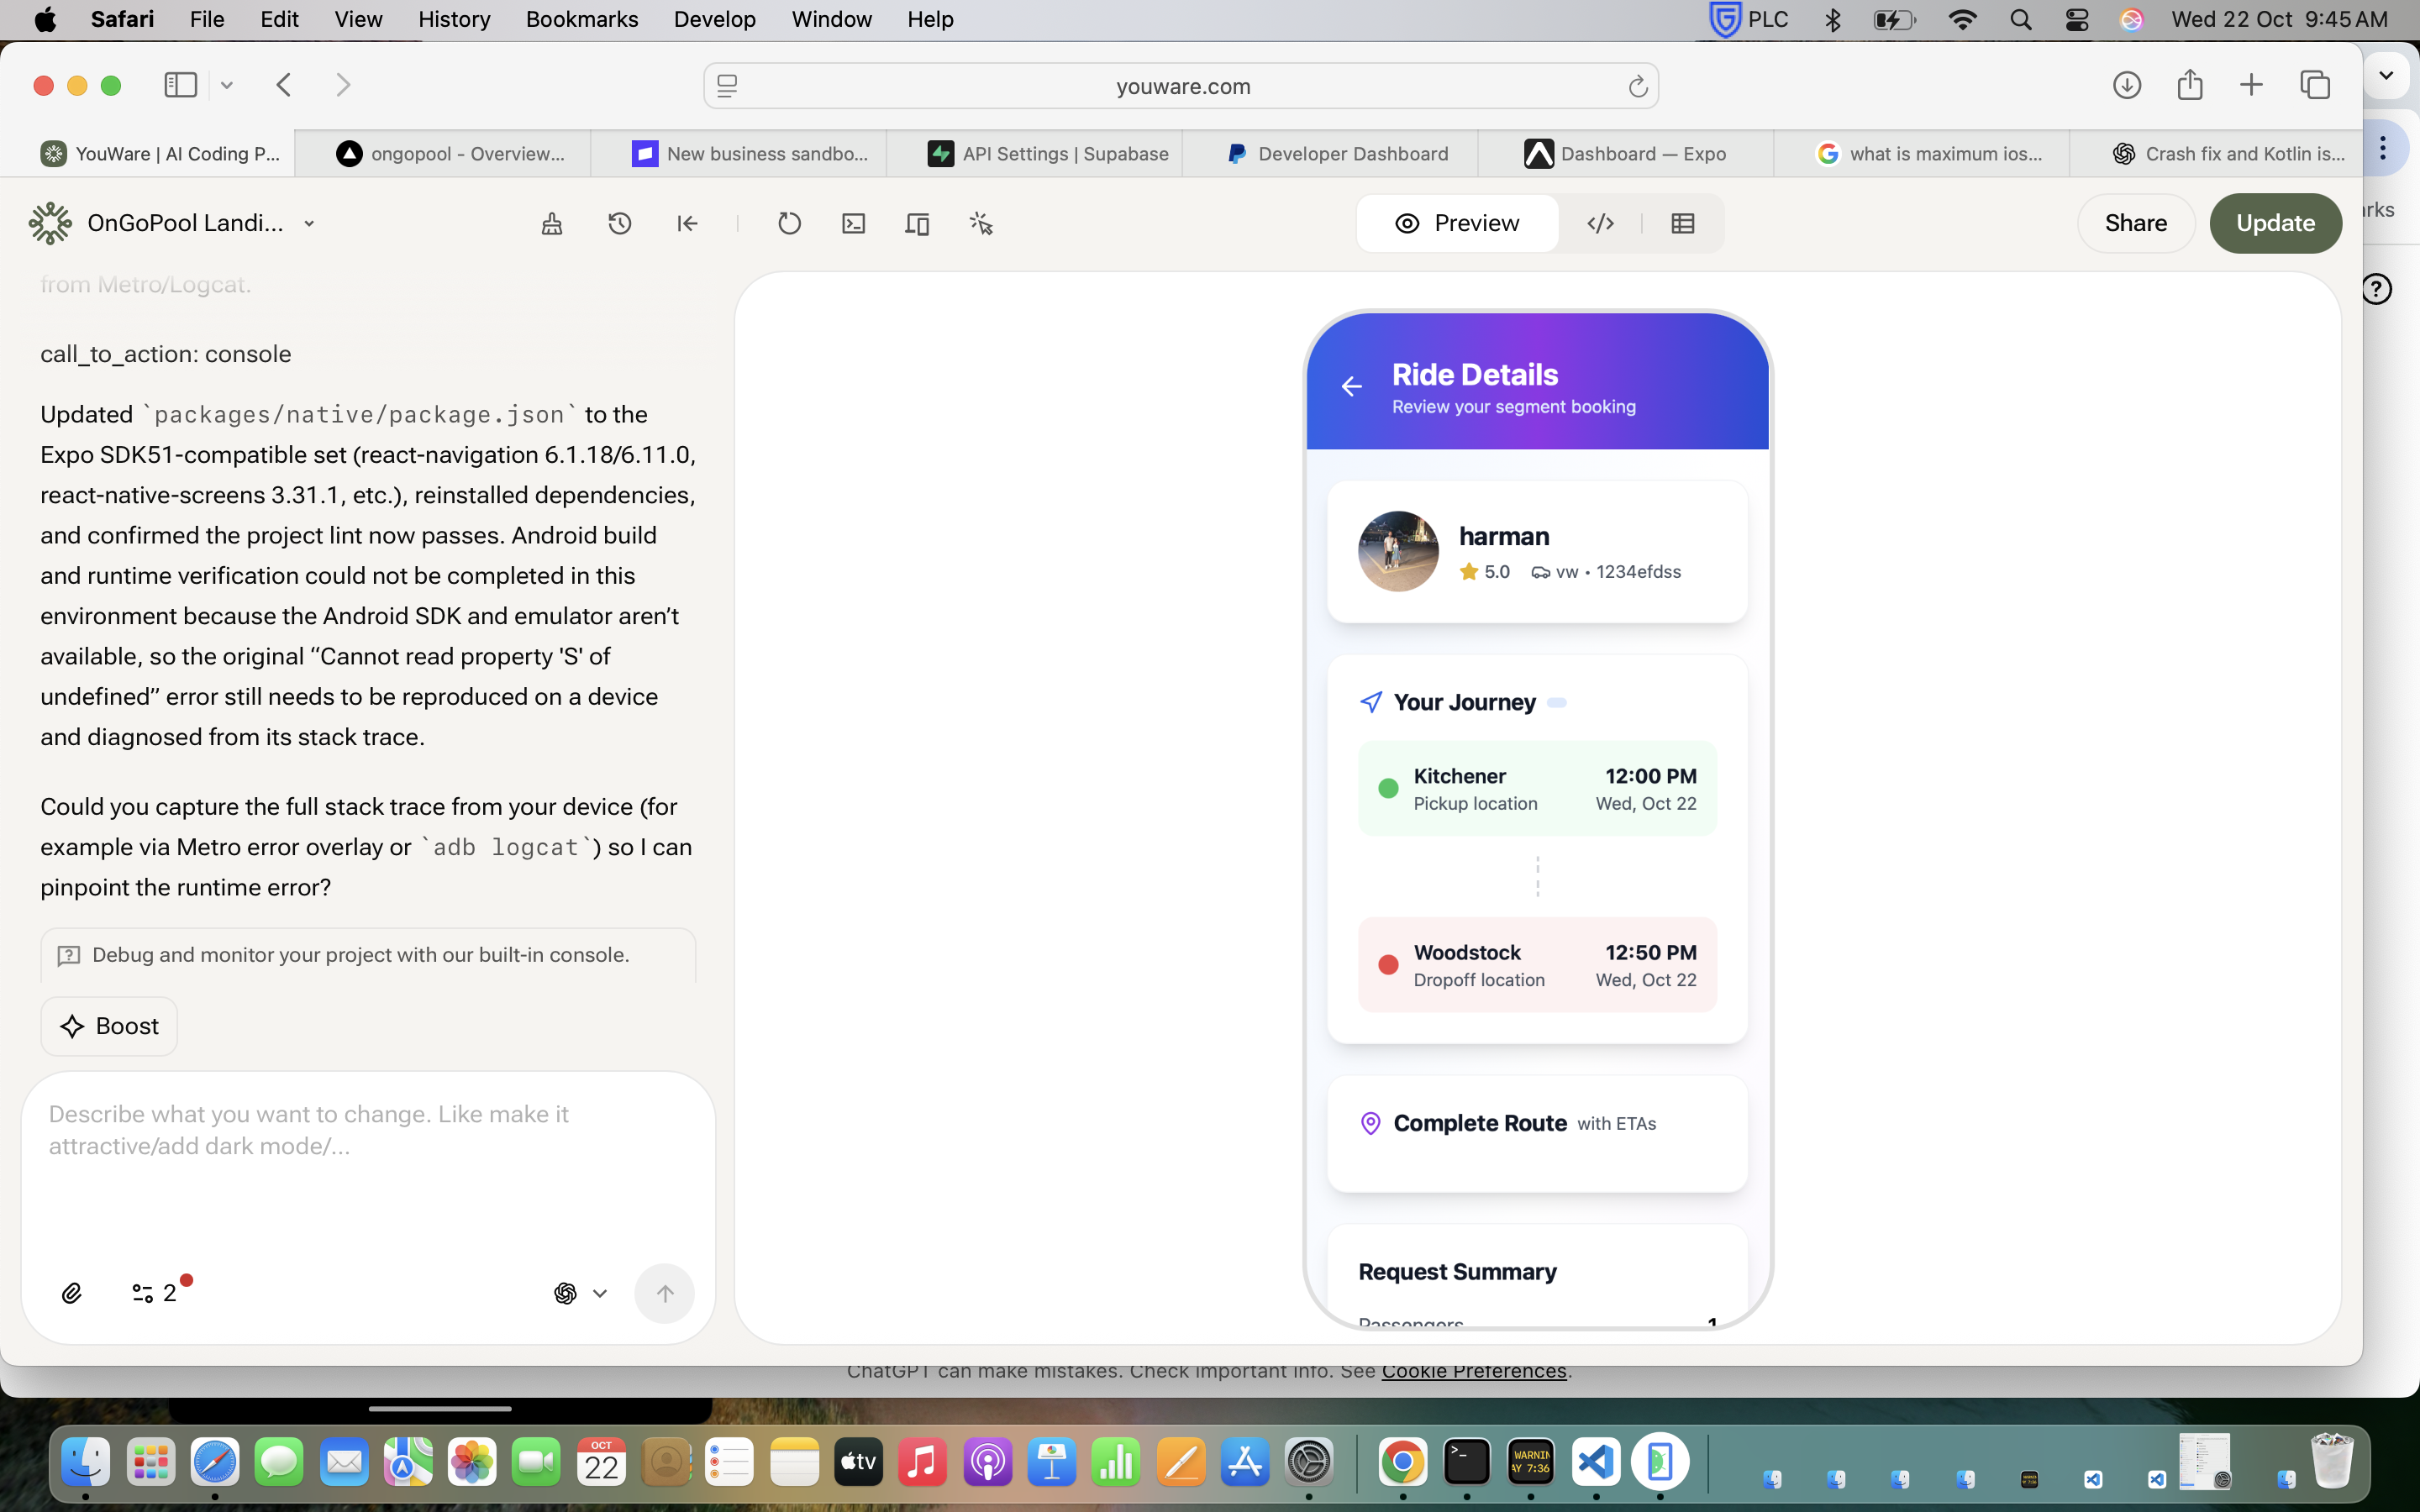 Safari File Edit View History Bookmarks Develop Window Help PLC Wed 22 Oct 9:45 AM
youware.com
YouWare | AI Coding P... ongopool - Overview... New business sandbo... API Settings | Supabase Developer Dashboard Dashboard — Expo what is maximum ios... Crash fix and Kotlin is...
OnGoPool Landi... Preview Share Update
rks
from Metro/Logcat.
call_to_action: console
Updated `packages/native/package.json` to the
Expo SDK51-compatible set (react-navigation 6.1.18/6.11.0,
react-native-screens 3.31.1, etc.), reinstalled dependencies,
and confirmed the project lint now passes. Android build
and runtime verification could not be completed in this
environment because the Android SDK and emulator aren’t
available, so the original “Cannot read property 'S' of
undefined” error still needs to be reproduced on a device
and diagnosed from its stack trace.
Could you capture the full stack trace from your device (for
example via Metro error overlay or `adb logcat`) so I can
pinpoint the runtime error?
Debug and monitor your project with our built-in console.
Boost
Describe what you want to change. Like make it
attractive/add dark mode/...
2
Ride Details
Review your segment booking
harman
5.0 vw • 1234efdss
Your Journey
Kitchener 12:00 PM
Pickup location Wed, Oct 22
Woodstock 12:50 PM
Dropoff location Wed, Oct 22
Complete Route with ETAs
Request Summary
Passengers 1
ChatGPT can make mistakes. Check important info. See Cookie Preferences.
OCT
22
tv
WARNIN
AY 7:36